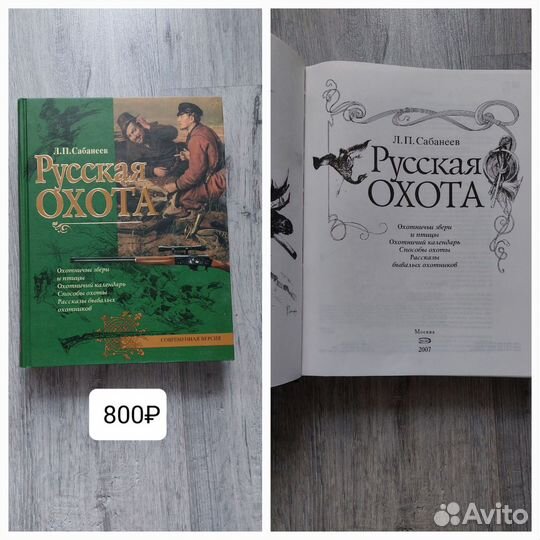 Л.П.Сабанеев
Русская
ОХОТА
Охотничьи звери
и птицы
Охотничий календарь
Способы охоты
Рассказы бывалых
охотников
СОВРЕМЕННАЯ ВЕРСИЯ
800₽
Л.П.Сабанеев
Русская
ОХОТА
Охотничьи звери
и птицы
Охотничий календарь
Способы охоты
Рассказы
бывалых охотников
Москва
2007
Avito